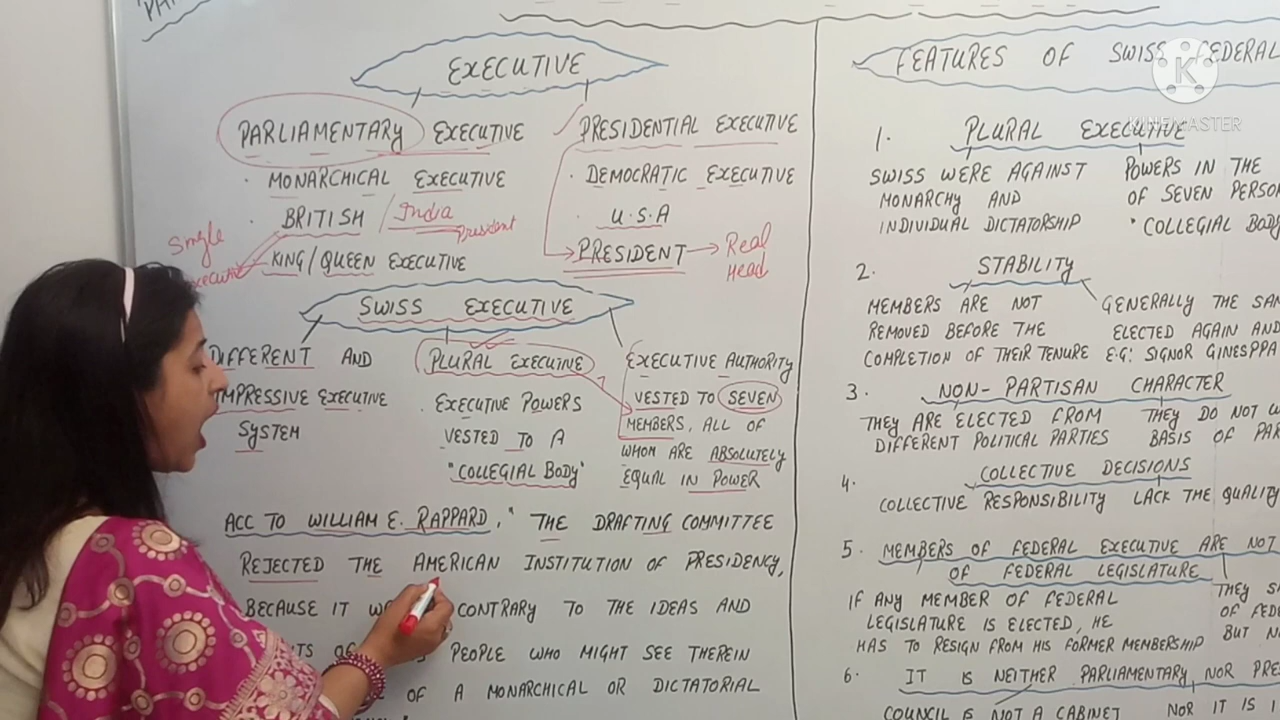 EXECUTIVE
PARLIAMENTARY EXECUTIVE
· MONARCHICAL EXECUTIVE
· BRITISH / India
President
Single
· KING/QUEEN EXECUTIVE
PRESIDENTIAL EXECUTIVE
· DEMOCRATIC EXECUTIVE
· U.S.A
PRESIDENT → Real
Head
SWISS EXECUTIVE
DIFFERENT AND
IMPRESSIVE EXECUTIVE
SYSTEM
PLURAL EXECUTIVE
· EXECUTIVE POWERS
VESTED TO A
"COLLEGIAL BODY"
EXECUTIVE AUTHORITY
VESTED TO SEVEN
MEMBERS, ALL OF
WHOM ARE ABSOLUTELY
EQUAL IN POWER
ACC TO WILLIAM E. RAPPARD, " THE DRAFTING COMMITTEE
REJECTED THE AMERICAN INSTITUTION OF PRESIDENCY,
BECAUSE IT CONTRARY TO THE IDEAS AND
PEOPLE WHO MIGHT SEE THEREIN
OF A MONARCHICAL OR DICTATORIAL
FEATURES OF SWISS FEDERAL
1. PLURAL EXECUTIVE
SWISS WERE AGAINST
MONARCHY AND
INDIVIDUAL DICTATORSHIP
POWERS IN THE
OF SEVEN PERSON
· COLLEGIAL BODY
2. STABILITY
MEMBERS ARE NOT
REMOVED BEFORE THE
COMPLETION OF THEIR TENURE
GENERALLY THE
ELECTED AGAIN AND
E.G: SIGNOR GINESPPA
3. NON-PARTISAN CHARACTER
THEY ARE ELECTED FROM
DIFFERENT POLITICAL PARTIES
THEY DO NOT
BASIS OF
4. COLLECTIVE DECISIONS
COLLECTIVE RESPONSIBILITY LACK THE QUALITY
5. MEMBERS OF FEDERAL EXECUTIVE ARE NOT
OF FEDERAL LEGISLATURE
IF ANY MEMBER OF FEDERAL
LEGISLATURE IS ELECTED, HE
HAS TO RESIGN FROM HIS FORMER MEMBERSHIP
THEY
OF
BUT
6. IT IS NEITHER PARLIAMENTARY NOR
COUNCIL IS NOT A CABINET NOR IT IS
K
KINEMASTER